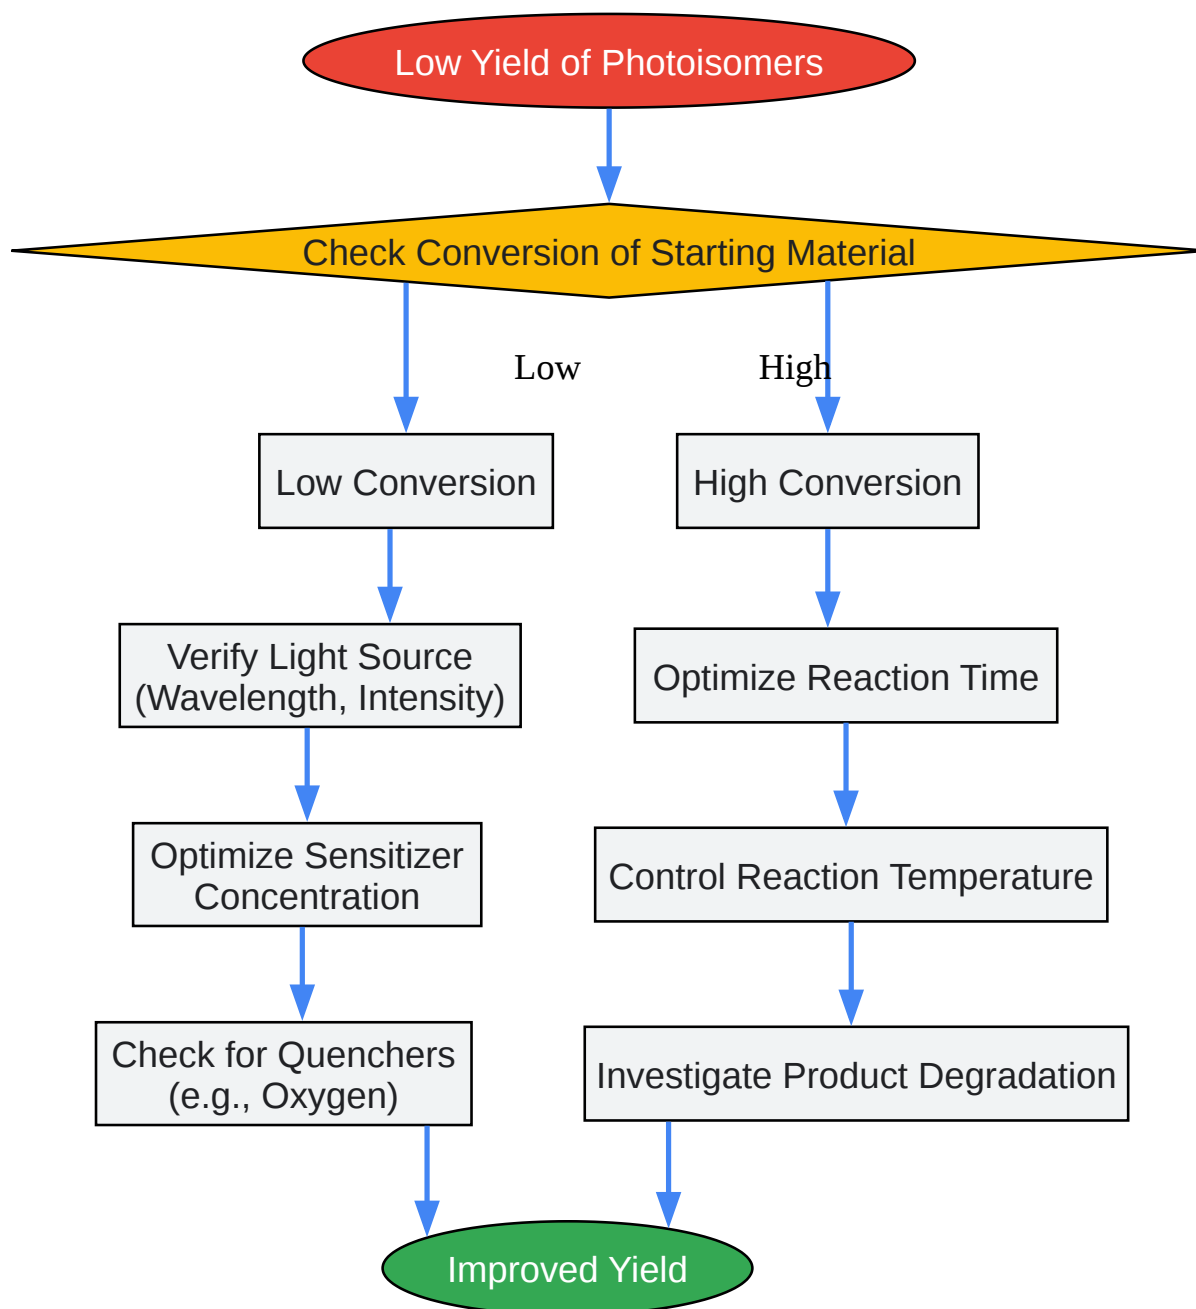 Low Yield of Photoisomers
Check Conversion of Starting Material
Low
High
Low Conversion
High Conversion
Verify Light Source
(Wavelength, Intensity)
Optimize Reaction Time
Optimize Sensitizer
Concentration
Control Reaction Temperature
Check for Quenchers
(e.g., Oxygen)
Investigate Product Degradation
Improved Yield